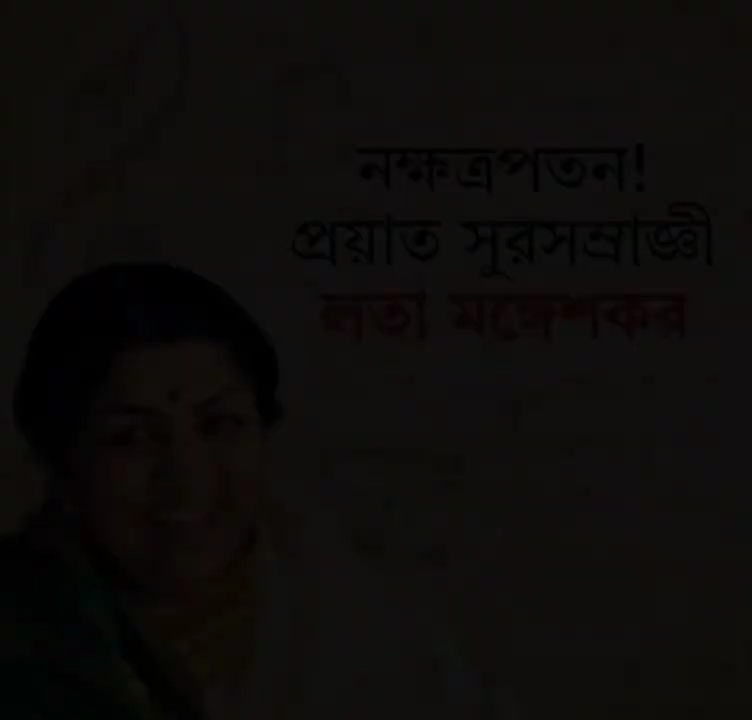 নক্ষত্রপতন!
প্রয়াত সুরসম্রাজ্ঞী
লতা মঙ্গেশকর